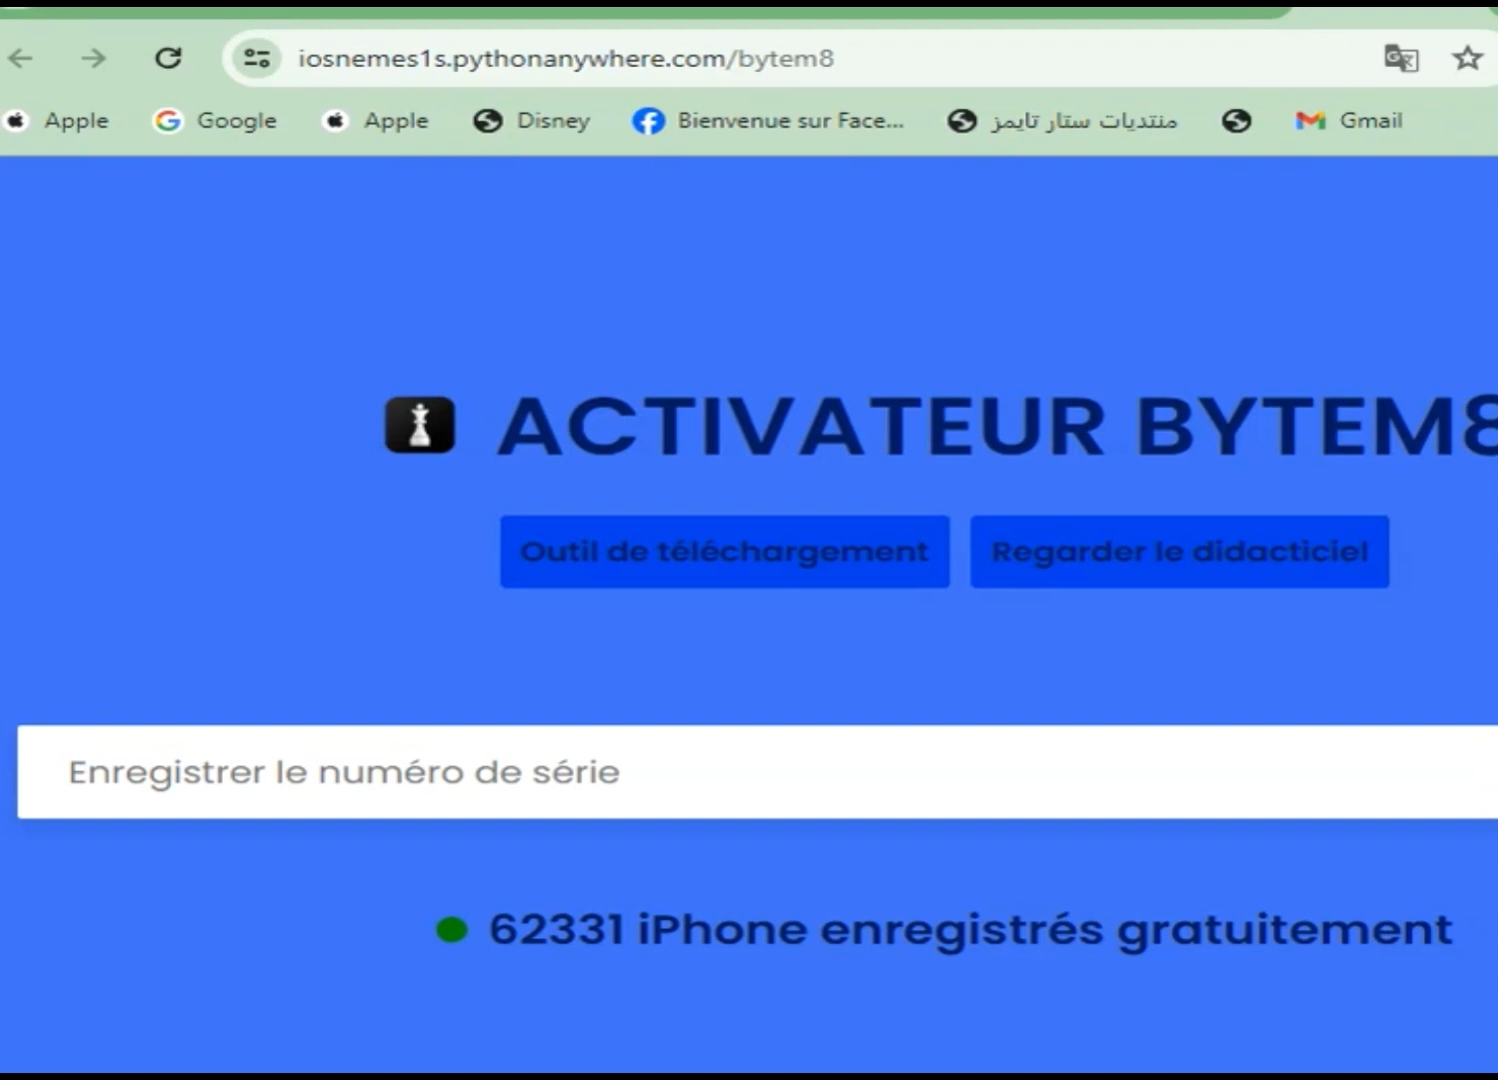 iosnemes1s.pythonanywhere.com/bytem8
Apple Google Apple Disney Bienvenue sur Face... منتديات ستار تايمز Gmail
ACTIVATEUR BYTEM8
Outil de téléchargement Regarder le didacticiel
Enregistrer le numéro de série
62331 iPhone enregistrés gratuitement